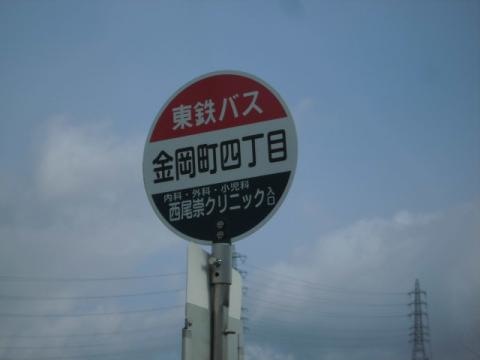 東鉄バス
金岡町四丁目
内科・外科・小児科
西尾崇クリニック入口